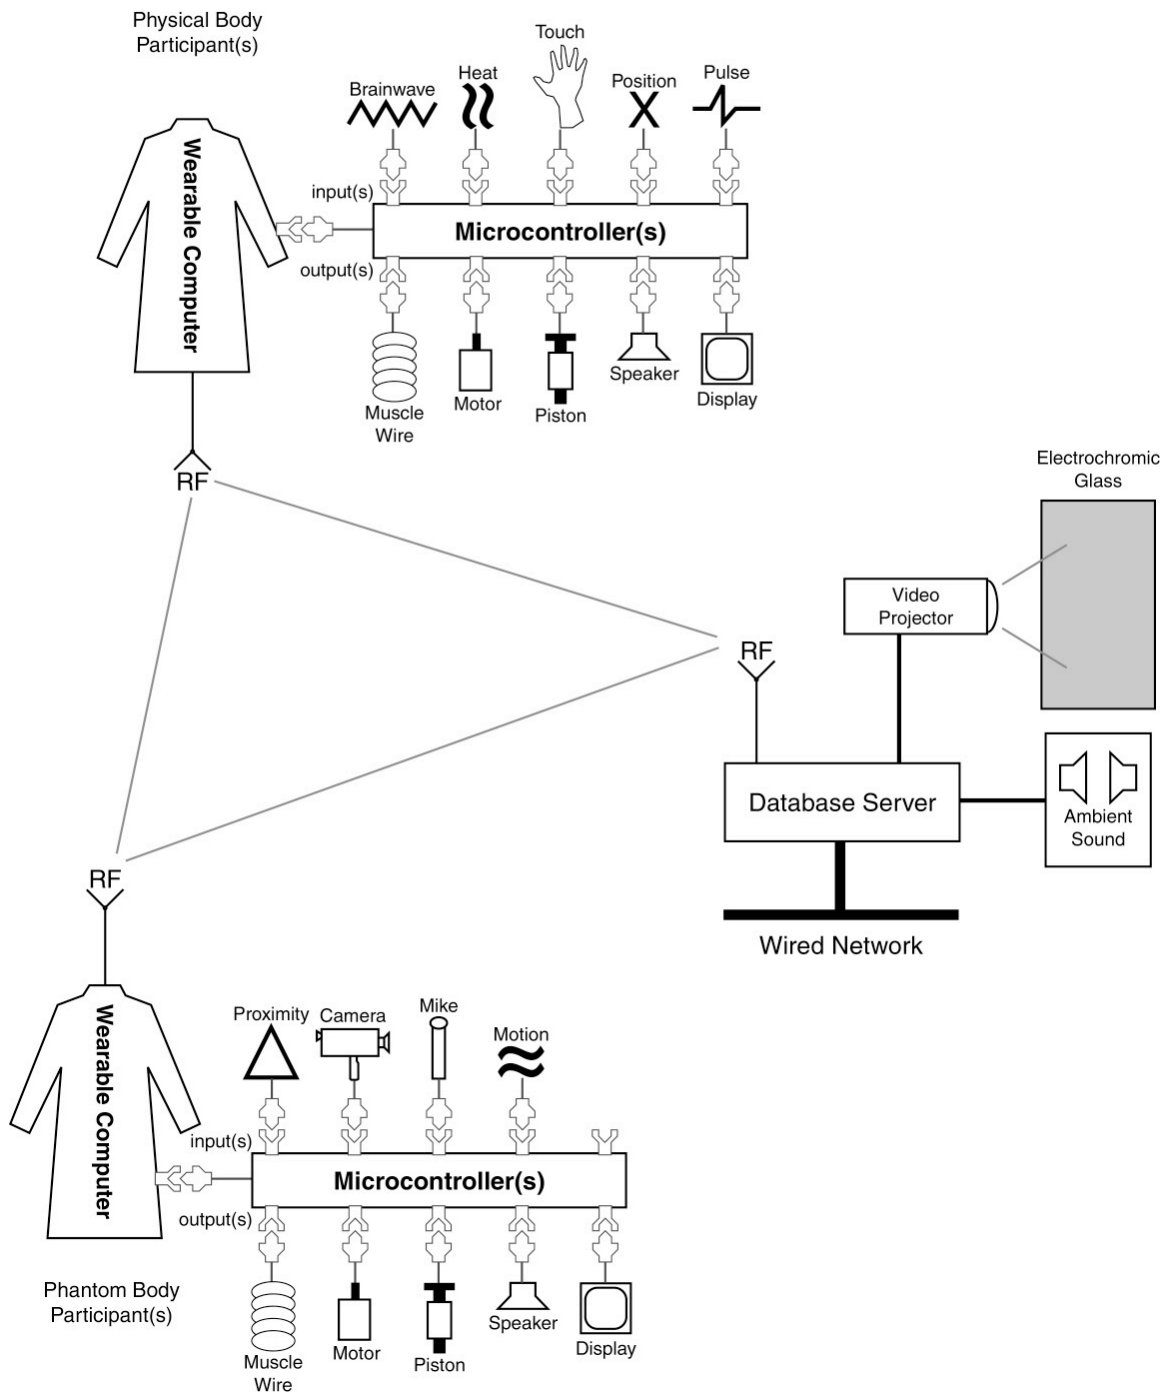 Physical Body
Participant(s)
Wearable Computer
Brainwave
Heat
Touch
Position
Pulse
input(s)
Microcontroller(s)
output(s)
Muscle
Wire
Motor
Piston
Speaker
Display
RF
Electrochromic
Glass
Video
Projector
RF
Database Server
Ambient
Sound
Wired Network
RF
Wearable Computer
Proximity
Camera
Mike
Motion
input(s)
Microcontroller(s)
output(s)
Phantom Body
Participant(s)
Muscle
Wire
Motor
Piston
Speaker
Display